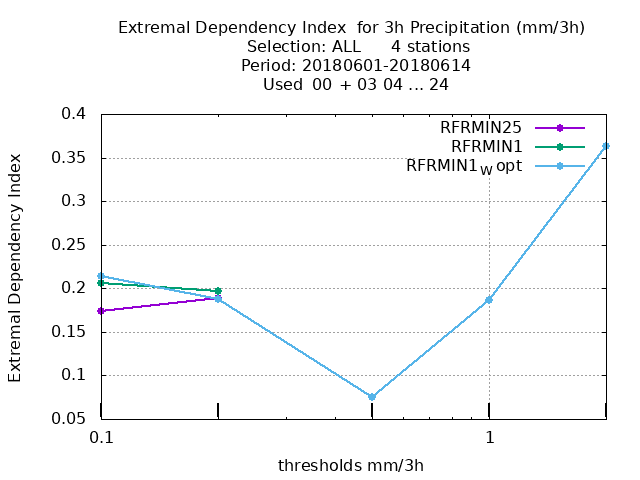 Extremal Dependency Index  for 3h Precipitation (mm/3h)
Selection: ALL      4 stations
Period: 20180601-20180614
Used  00 + 03 04 ... 24
0.4
0.35
0.3
0.25
0.2
0.15
0.1
0.05
Extremal Dependency Index
RFRMIN25
RFRMIN1
RFRMIN1W opt
0.1
1
thresholds mm/3h